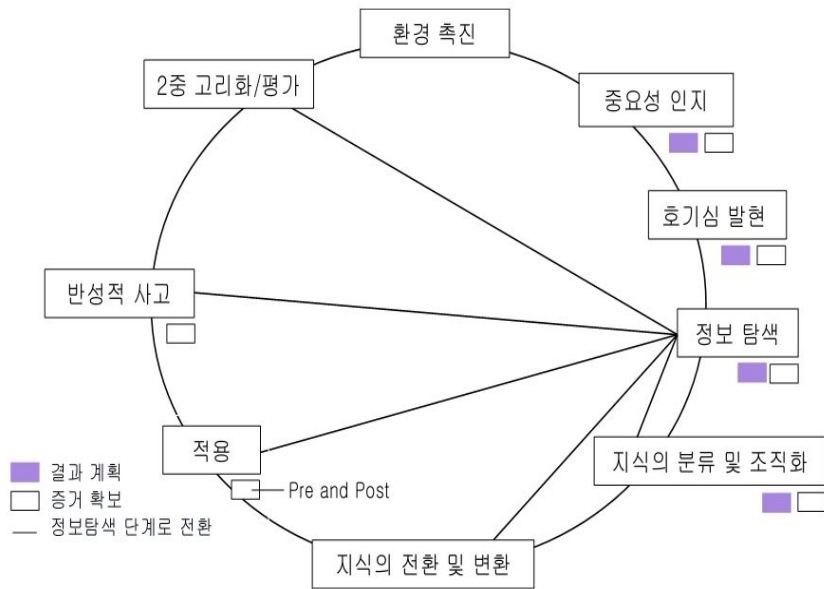 환경 촉진
2중 고리화/평가
중요성 인지
호기심 발현
반성적 사고
정보 탐색
적용
지식의 분류 및 조직화
결과 계획
증거 확보
Pre and Post
정보탐색 단계로 전환
지식의 전환 및 변환